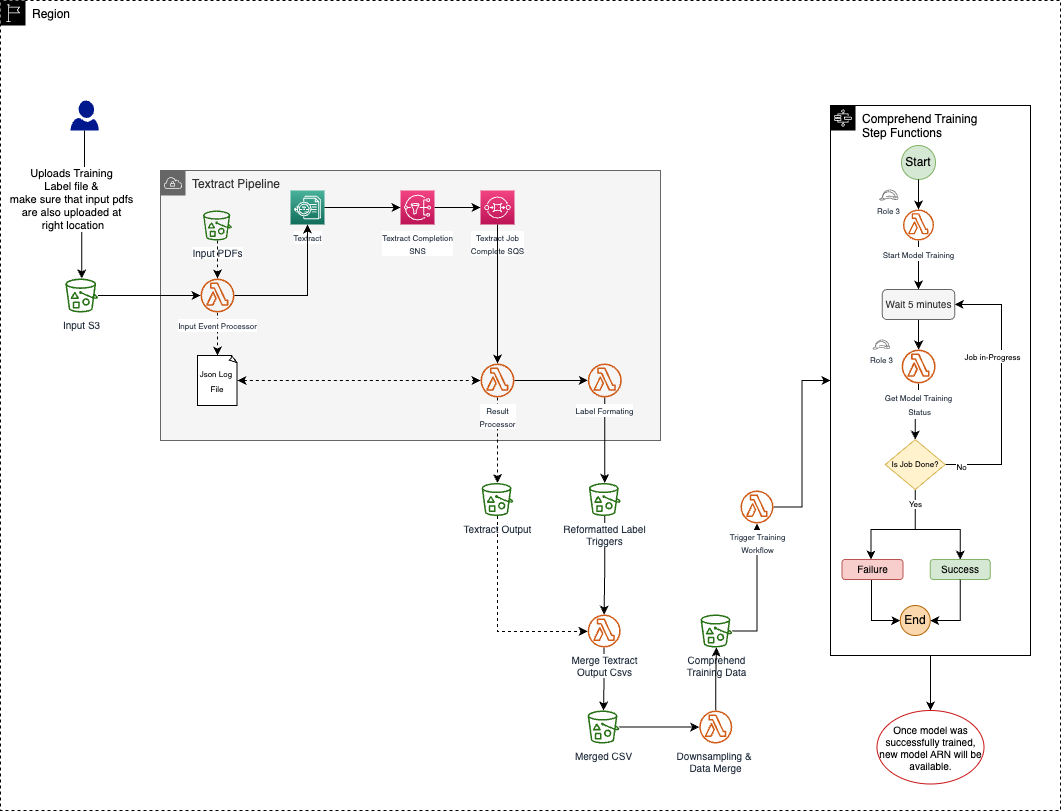 Region
Uploads Training
Label file &
make sure that input pdfs
are also uploaded at
right location
Input S3
Textract Pipeline
Input PDFs
Input Event Processor
Json Log
File
Textract
Textract Completion
SNS
Textract Job
Complete SQS
Result
Processor
Label Formating
Textract Output
Reformatted Label
Triggers
Merge Textract
Output Csvs
Merged CSV
Downsampling &
Data Merge
Comprehend
Training Data
Trigger Training
Workflow
Comprehend Training
Step Functions
Start
Role 3
Start Model Training
Wait 5 minutes
Job in-Progress
Role 3
Get Model Training
Status
Is Job Done?
No
Yes
Failure
Success
End
Once model was
successfully trained,
new model ARN will be
available.